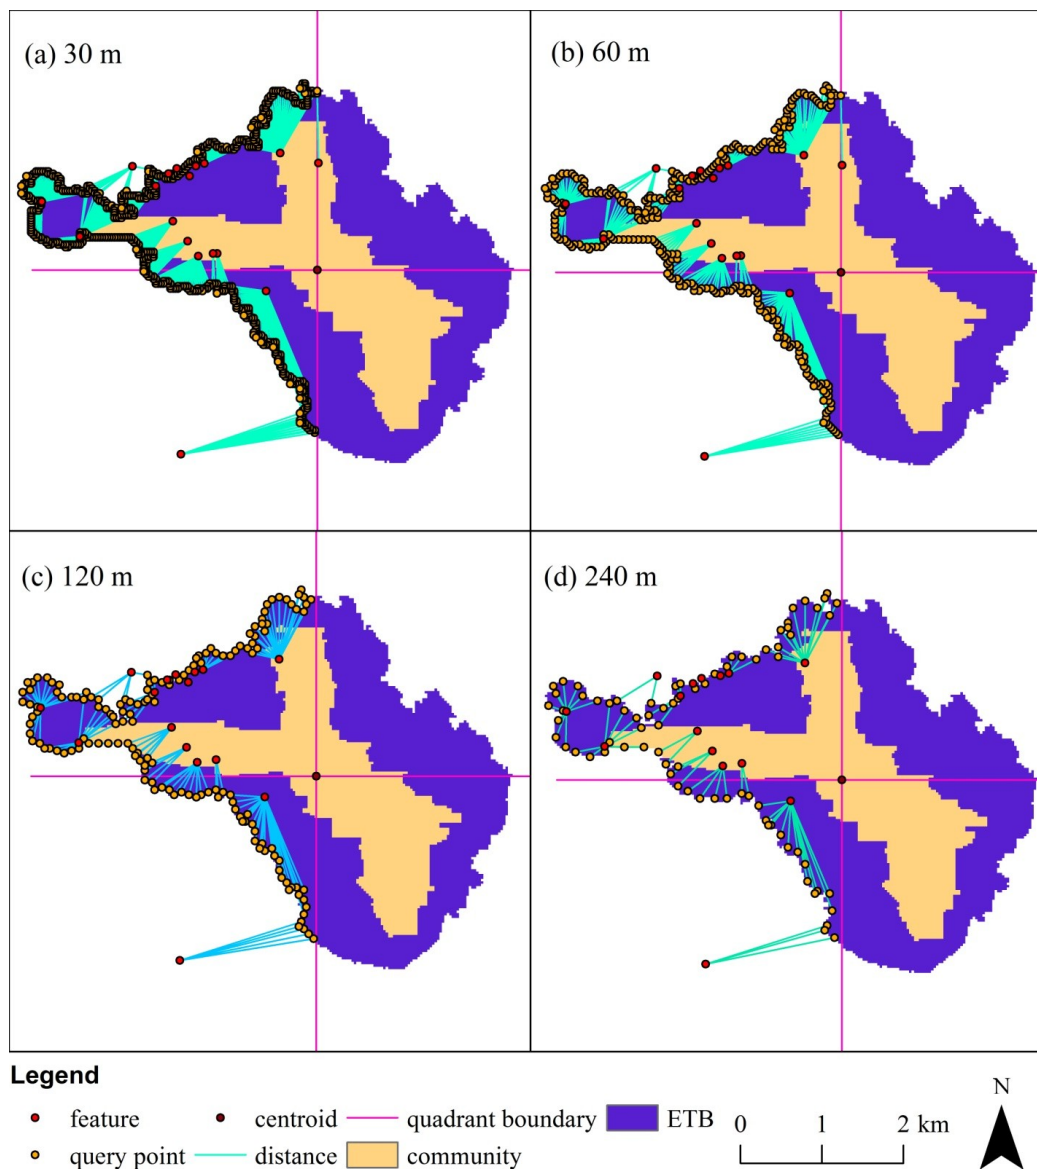 (a) 30 m
(b) 60 m
(c) 120 m
(d) 240 m
Legend
feature
centroid
quadrant boundary
ETB
query point
distance
community
0 1 2 km
N